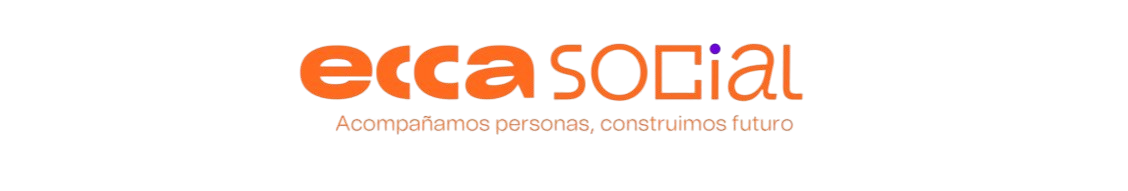 ecca social
Acompañamos personas, construimos futuro